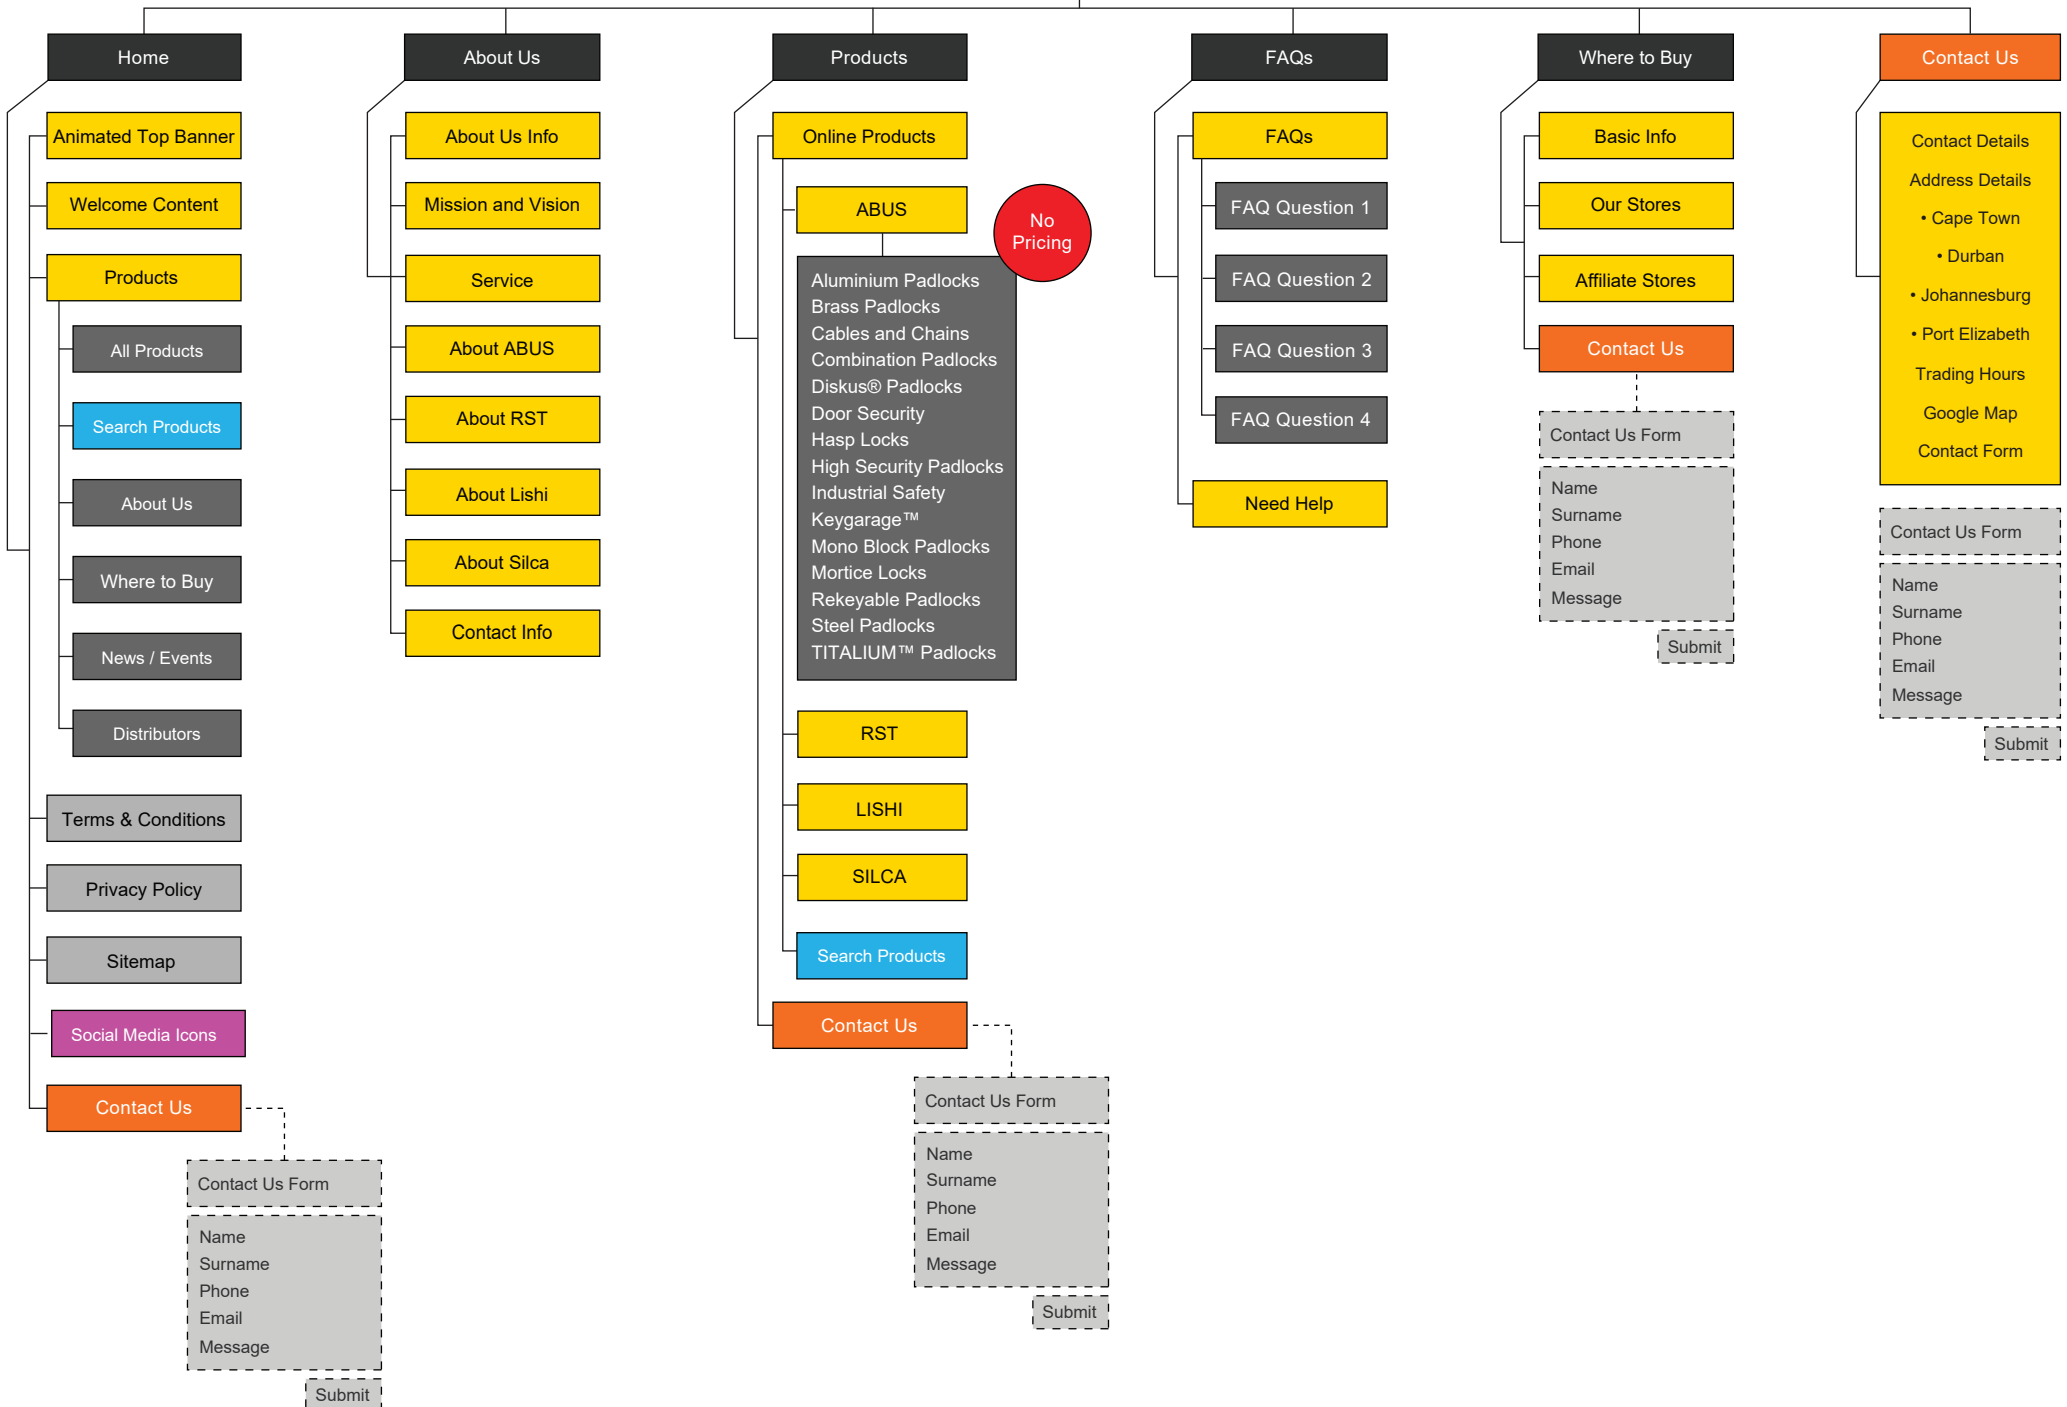 Home
Animated Top Banner
Welcome Content
Products
All Products
Search Products
About Us
Where to Buy
News / Events
Distributors
Terms & Conditions
Privacy Policy
Sitemap
Social Media Icons
Contact Us
Contact Us Form
Name
Surname
Phone
Email
Message
Submit
About Us
About Us Info
Mission and Vision
Service
About ABUS
About RST
About Lishi
About Silca
Contact Info
Products
Online Products
ABUS
No
Pricing
Aluminium Padlocks
Brass Padlocks
Cables and Chains
Combination Padlocks
Diskus® Padlocks
Door Security
Hasp Locks
High Security Padlocks
Industrial Safety
Keygarage™
Mono Block Padlocks
Mortice Locks
Rekeyable Padlocks
Steel Padlocks
TITALIUM™ Padlocks
RST
LISHI
SILCA
Search Products
Contact Us
Contact Us Form
Name
Surname
Phone
Email
Message
Submit
FAQs
FAQs
FAQ Question 1
FAQ Question 2
FAQ Question 3
FAQ Question 4
Need Help
Where to Buy
Basic Info
Our Stores
Affiliate Stores
Contact Us
Contact Us Form
Name
Surname
Phone
Email
Message
Submit
Contact Us
Contact Details
Address Details
• Cape Town
• Durban
• Johannesburg
• Port Elizabeth
Trading Hours
Google Map
Contact Form
Contact Us Form
Name
Surname
Phone
Email
Message
Submit